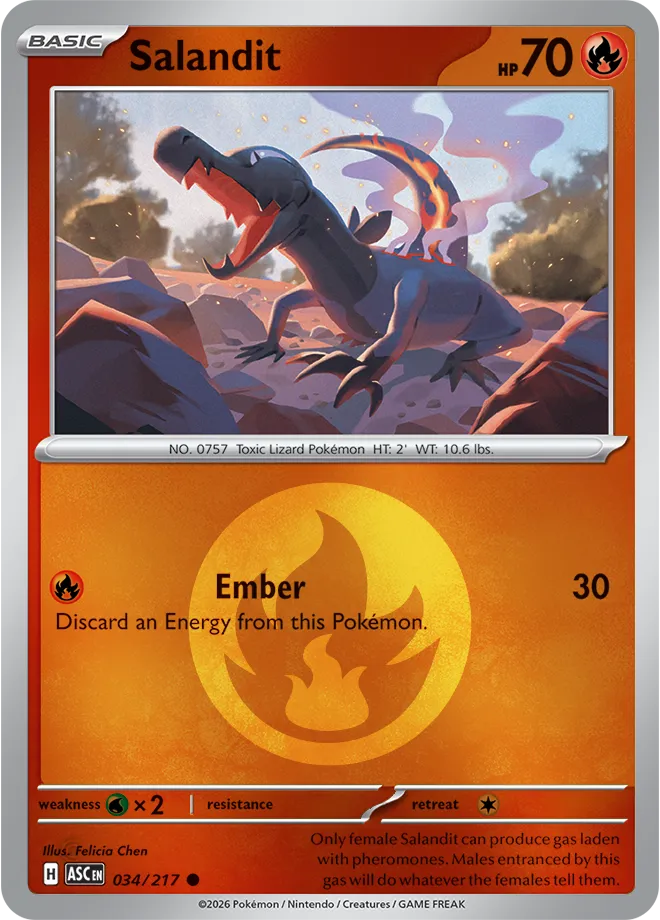 BASIC
Salandit
HP 70
NO. 0757 Toxic Lizard Pokémon HT: 2' WT: 10.6 lbs.
Ember 30
Discard an Energy from this Pokémon.
weakness ×2 resistance retreat
Illus. Felicia Chen
Only female Salandit can produce gas laden
with pheromones. Males entranced by this
gas will do whatever the females tell them.
H ASC EN 034/217
©2026 Pokémon / Nintendo / Creatures / GAME FREAK